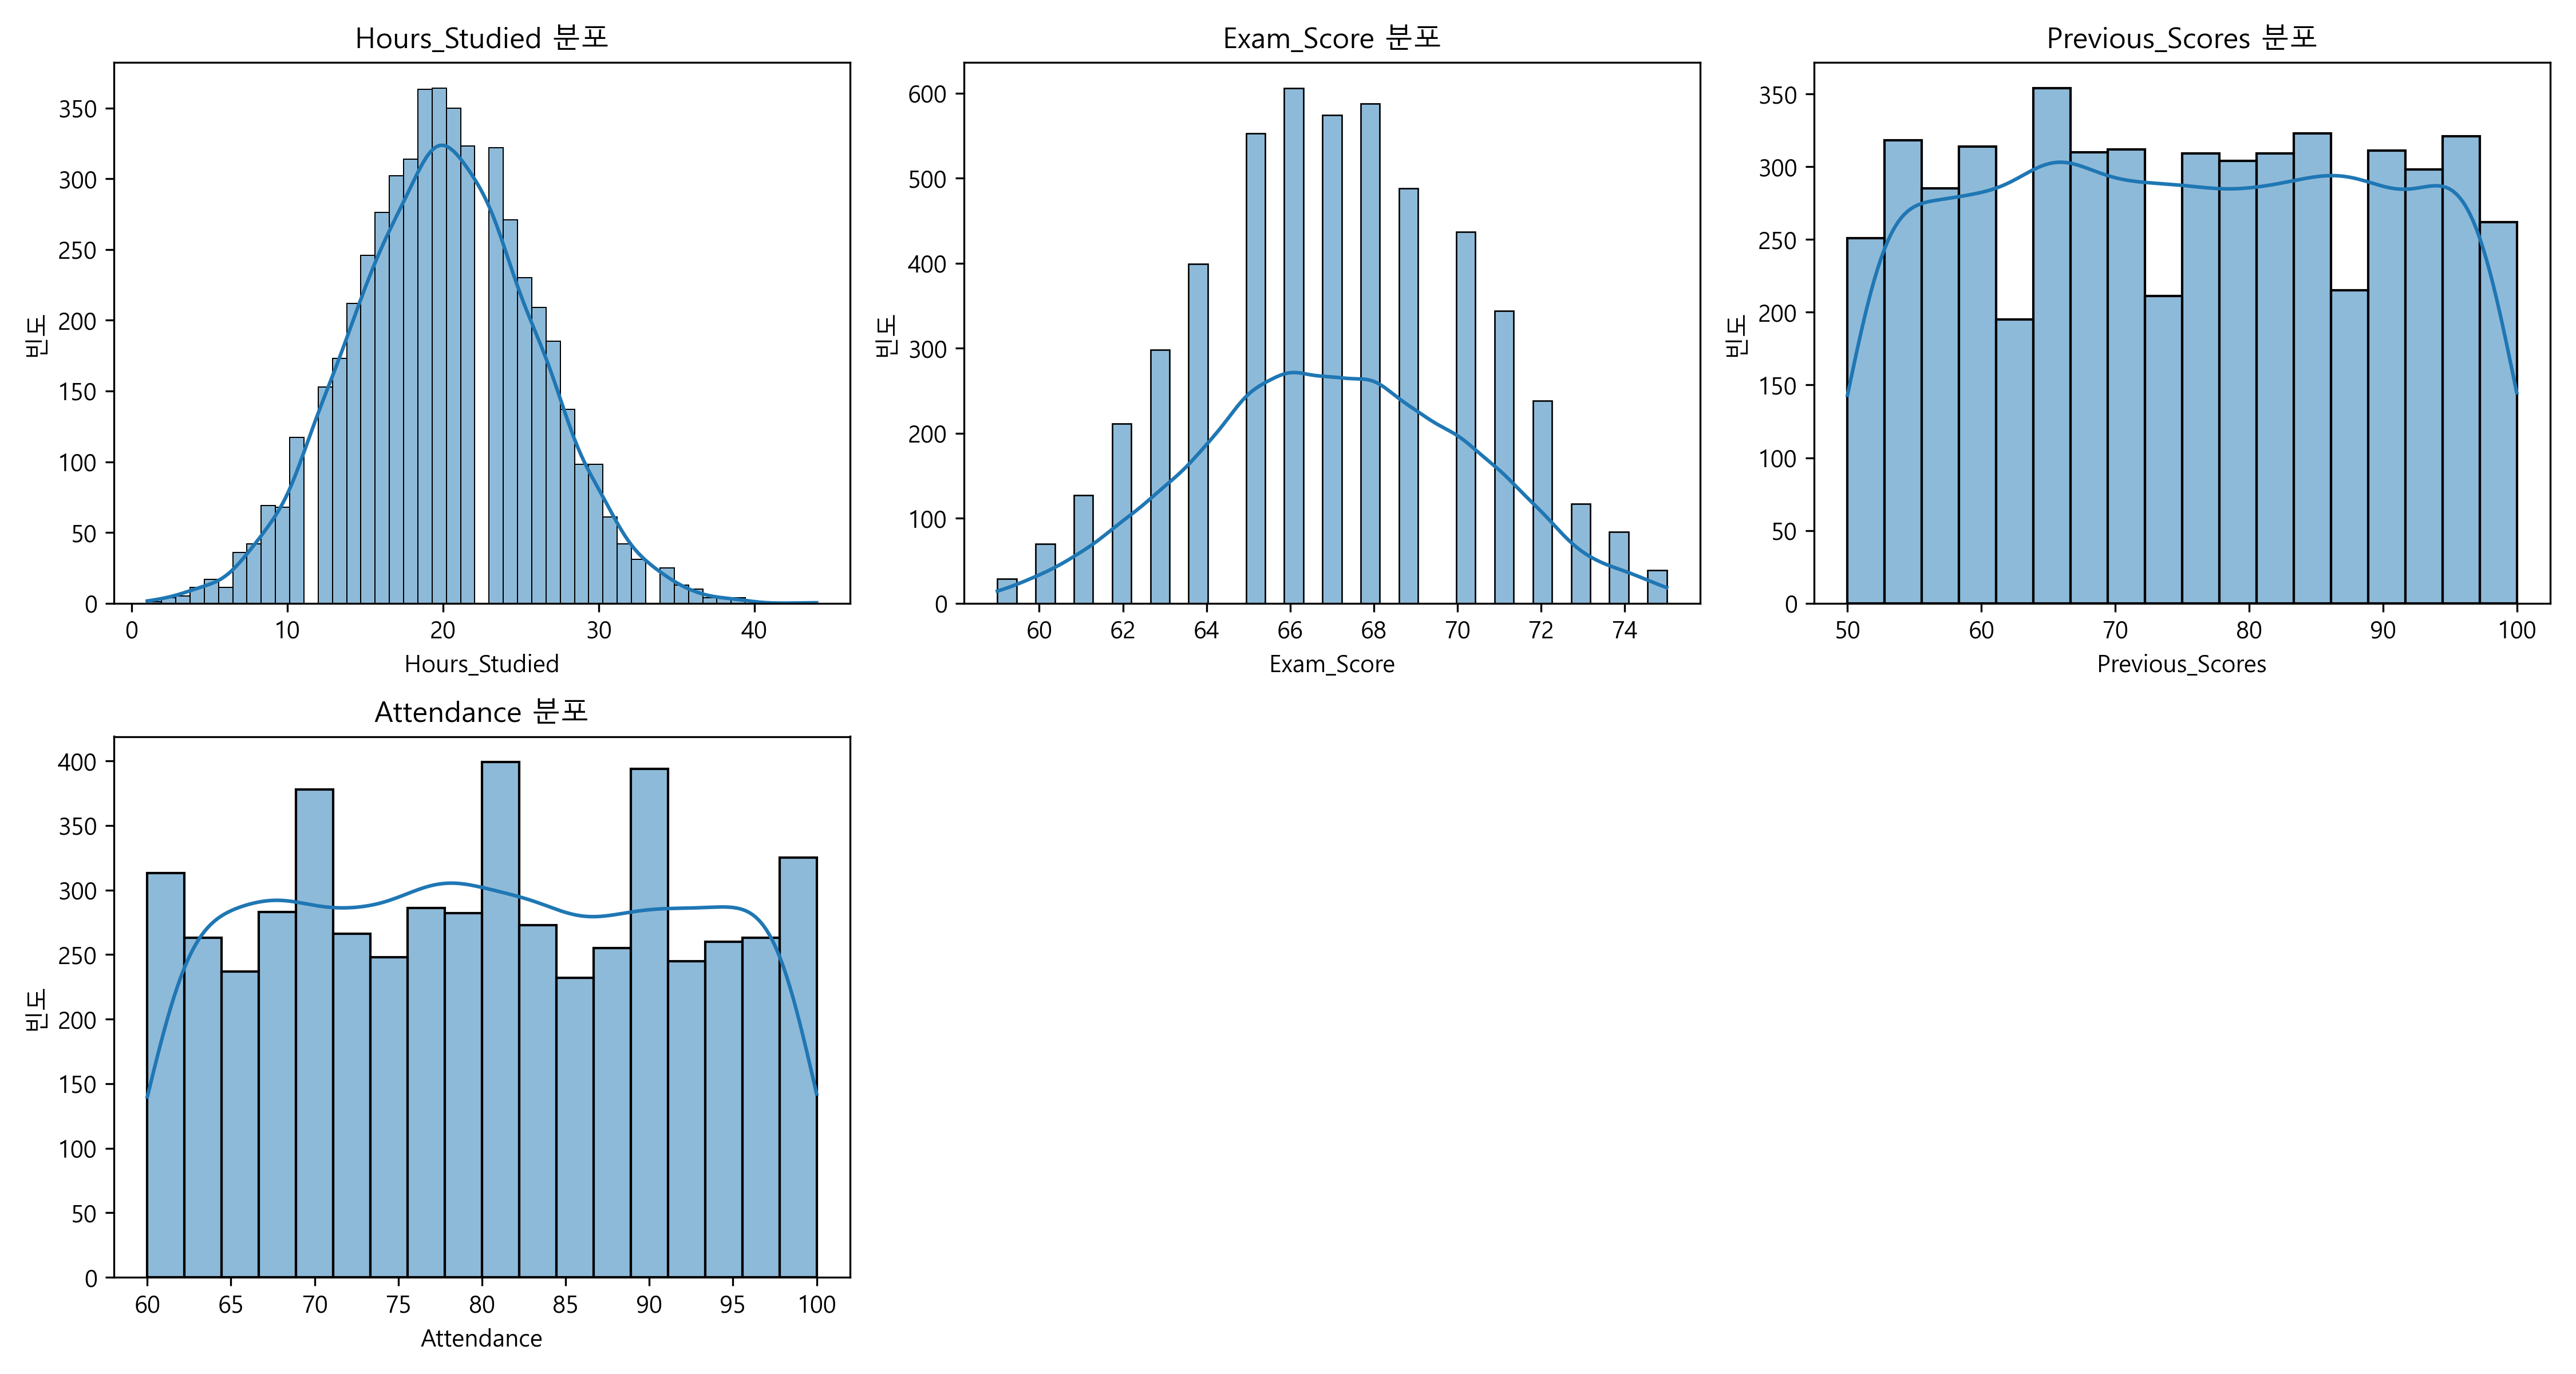 Hours_Studied 분포
350
300
250
200
150
100
50
0
빈도
0 10 20 30 40
Hours_Studied
Exam_Score 분포
600
500
400
300
200
100
0
빈도
60 62 64 66 68 70 72 74
Exam_Score
Previous_Scores 분포
350
300
250
200
150
100
50
0
빈도
50 60 70 80 90 100
Previous_Scores
Attendance 분포
400
350
300
250
200
150
100
50
0
빈도
60 65 70 75 80 85 90 95 100
Attendance